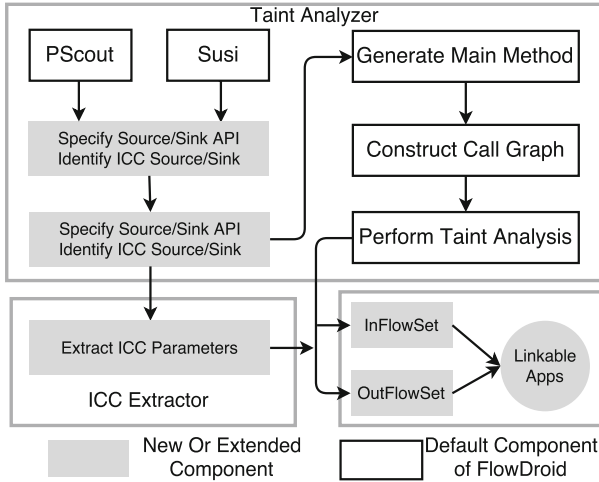 Taint Analyzer
PScout
Susi
Generate Main Method
Specify Source/Sink API
Identify ICC Source/Sink
Construct Call Graph
Specify Source/Sink API
Identify ICC Source/Sink
Perform Taint Analysis
Extract ICC Parameters
ICC Extractor
InFlowSet
OutFlowSet
Linkable
Apps
New Or Extended
Component
Default Component
of FlowDroid